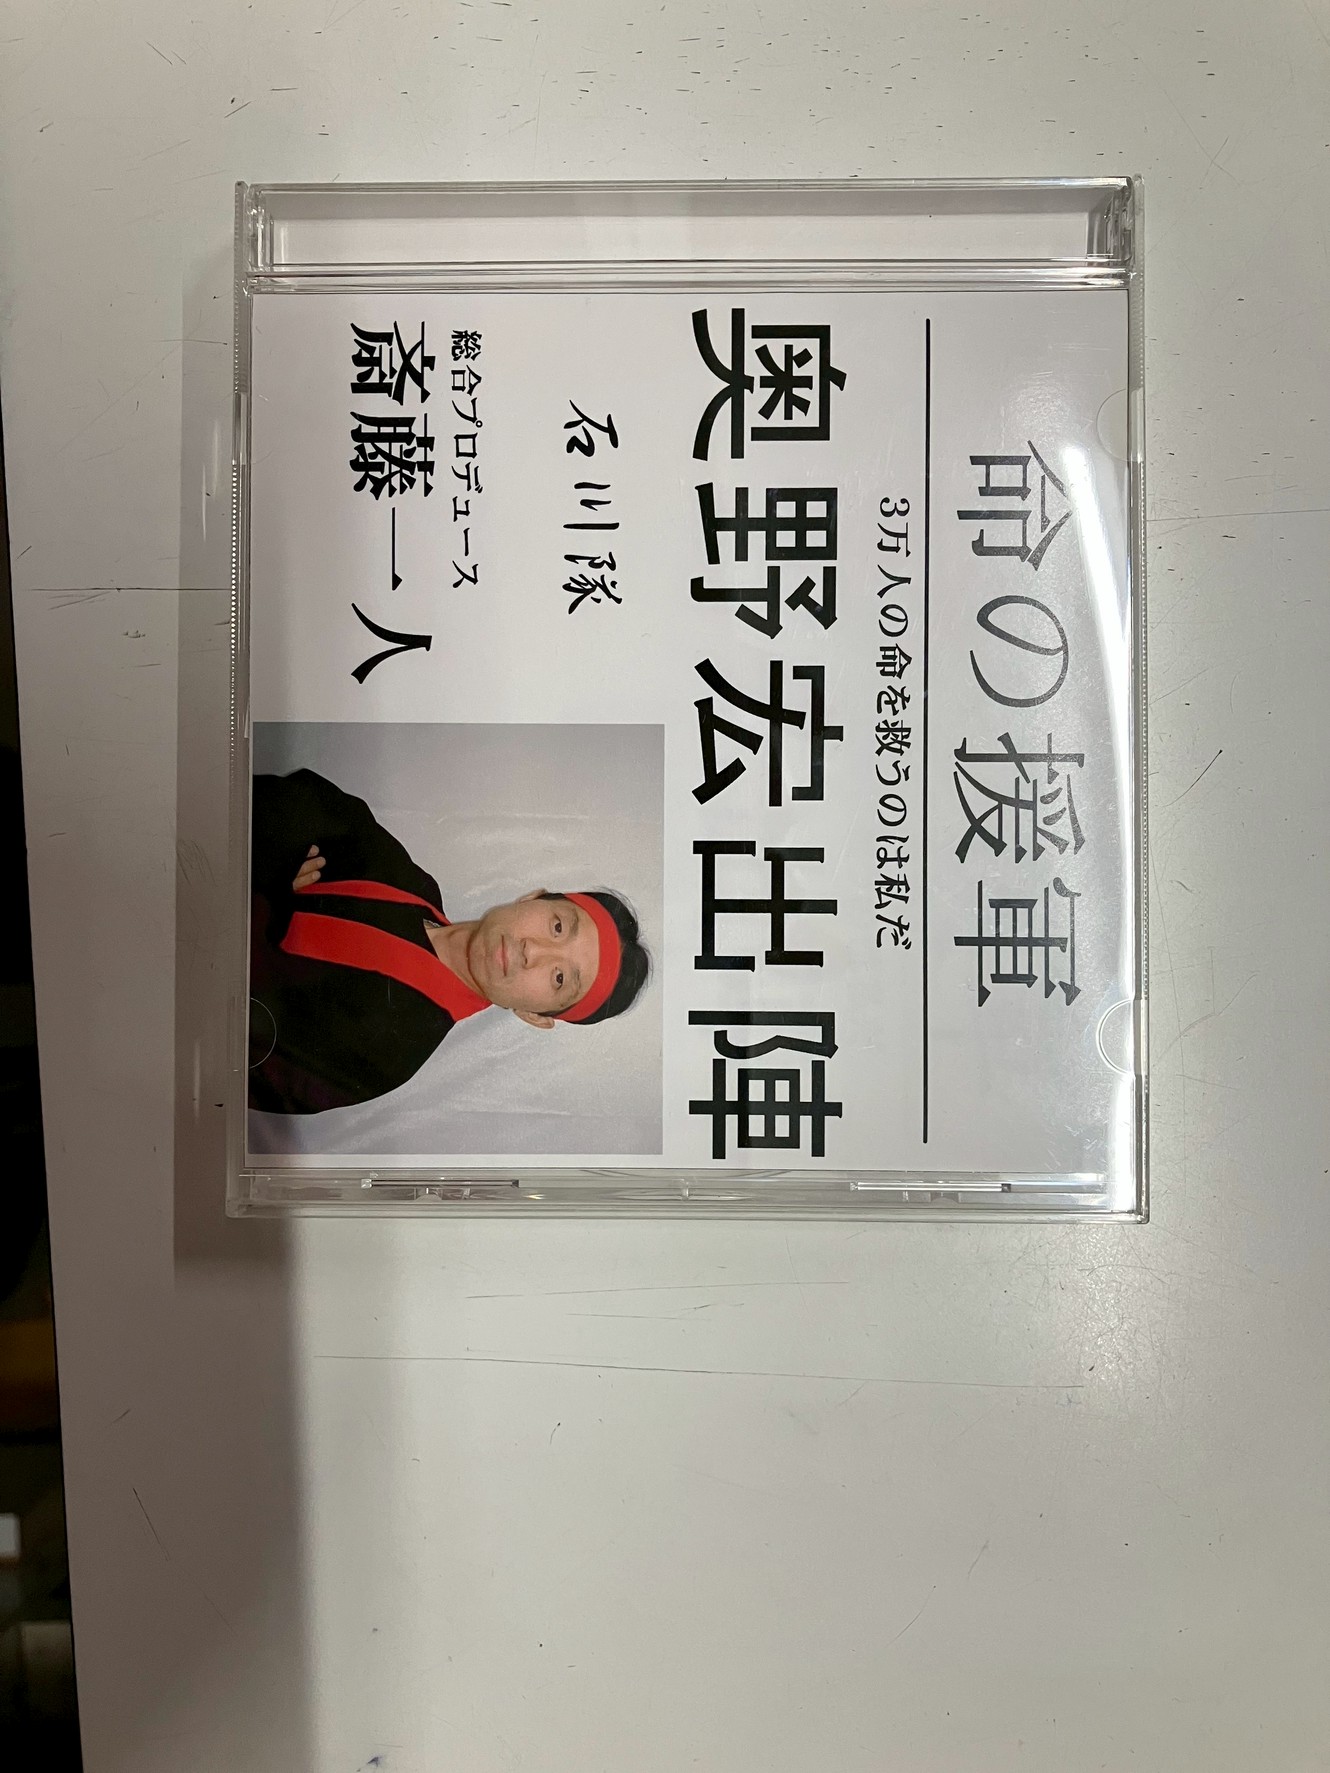 命の援軍
3万人の命を救うのは私だ
奥野宏出陣
石川隊
総合プロデュース
斎藤一人